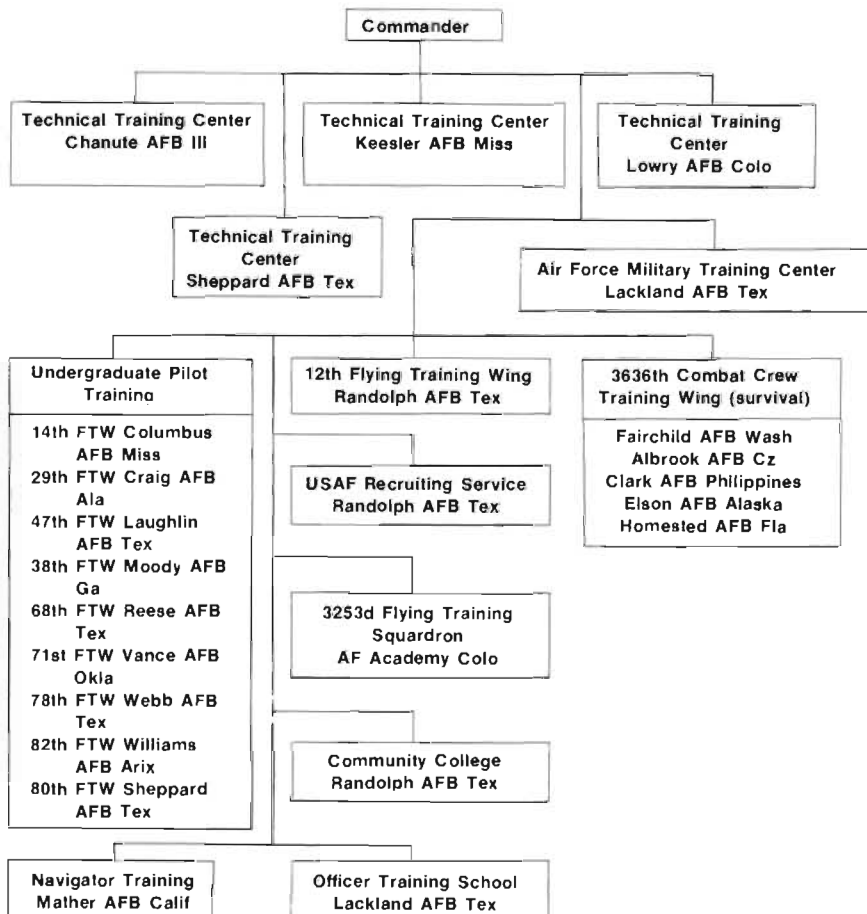 Commander
Technical Training Center
Chanute AFB Ill
Technical Training Center
Keesler AFB Miss
Technical Training
Center
Lowry AFB Colo
Technical Training
Center
Sheppard AFB Tex
Air Force Military Training Center
Lackland AFB Tex
Undergraduate Pilot
Training
14th FTW Columbus
AFB Miss
29th FTW Craig AFB
Ala
47th FTW Laughlin
AFB Tex
38th FTW Moody AFB
Ga
68th FTW Reese AFB
Tex
71st FTW Vance AFB
Okla
78th FTW Webb AFB
Tex
82th FTW Williams
AFB Arix
80th FTW Sheppard
AFB Tex
12th Flying Training Wing
Randolph AFB Tex
USAF Recruiting Service
Randolph AFB Tex
3253d Flying Training
Squardron
AF Academy Colo
Community College
Randolph AFB Tex
3636th Combat Crew
Training Wing (survival)
Fairchild AFB Wash
Albrook AFB Cz
Clark AFB Philippines
Elson AFB Alaska
Homested AFB Fla
Navigator Training
Mather AFB Calif
Officer Training School
Lackland AFB Tex